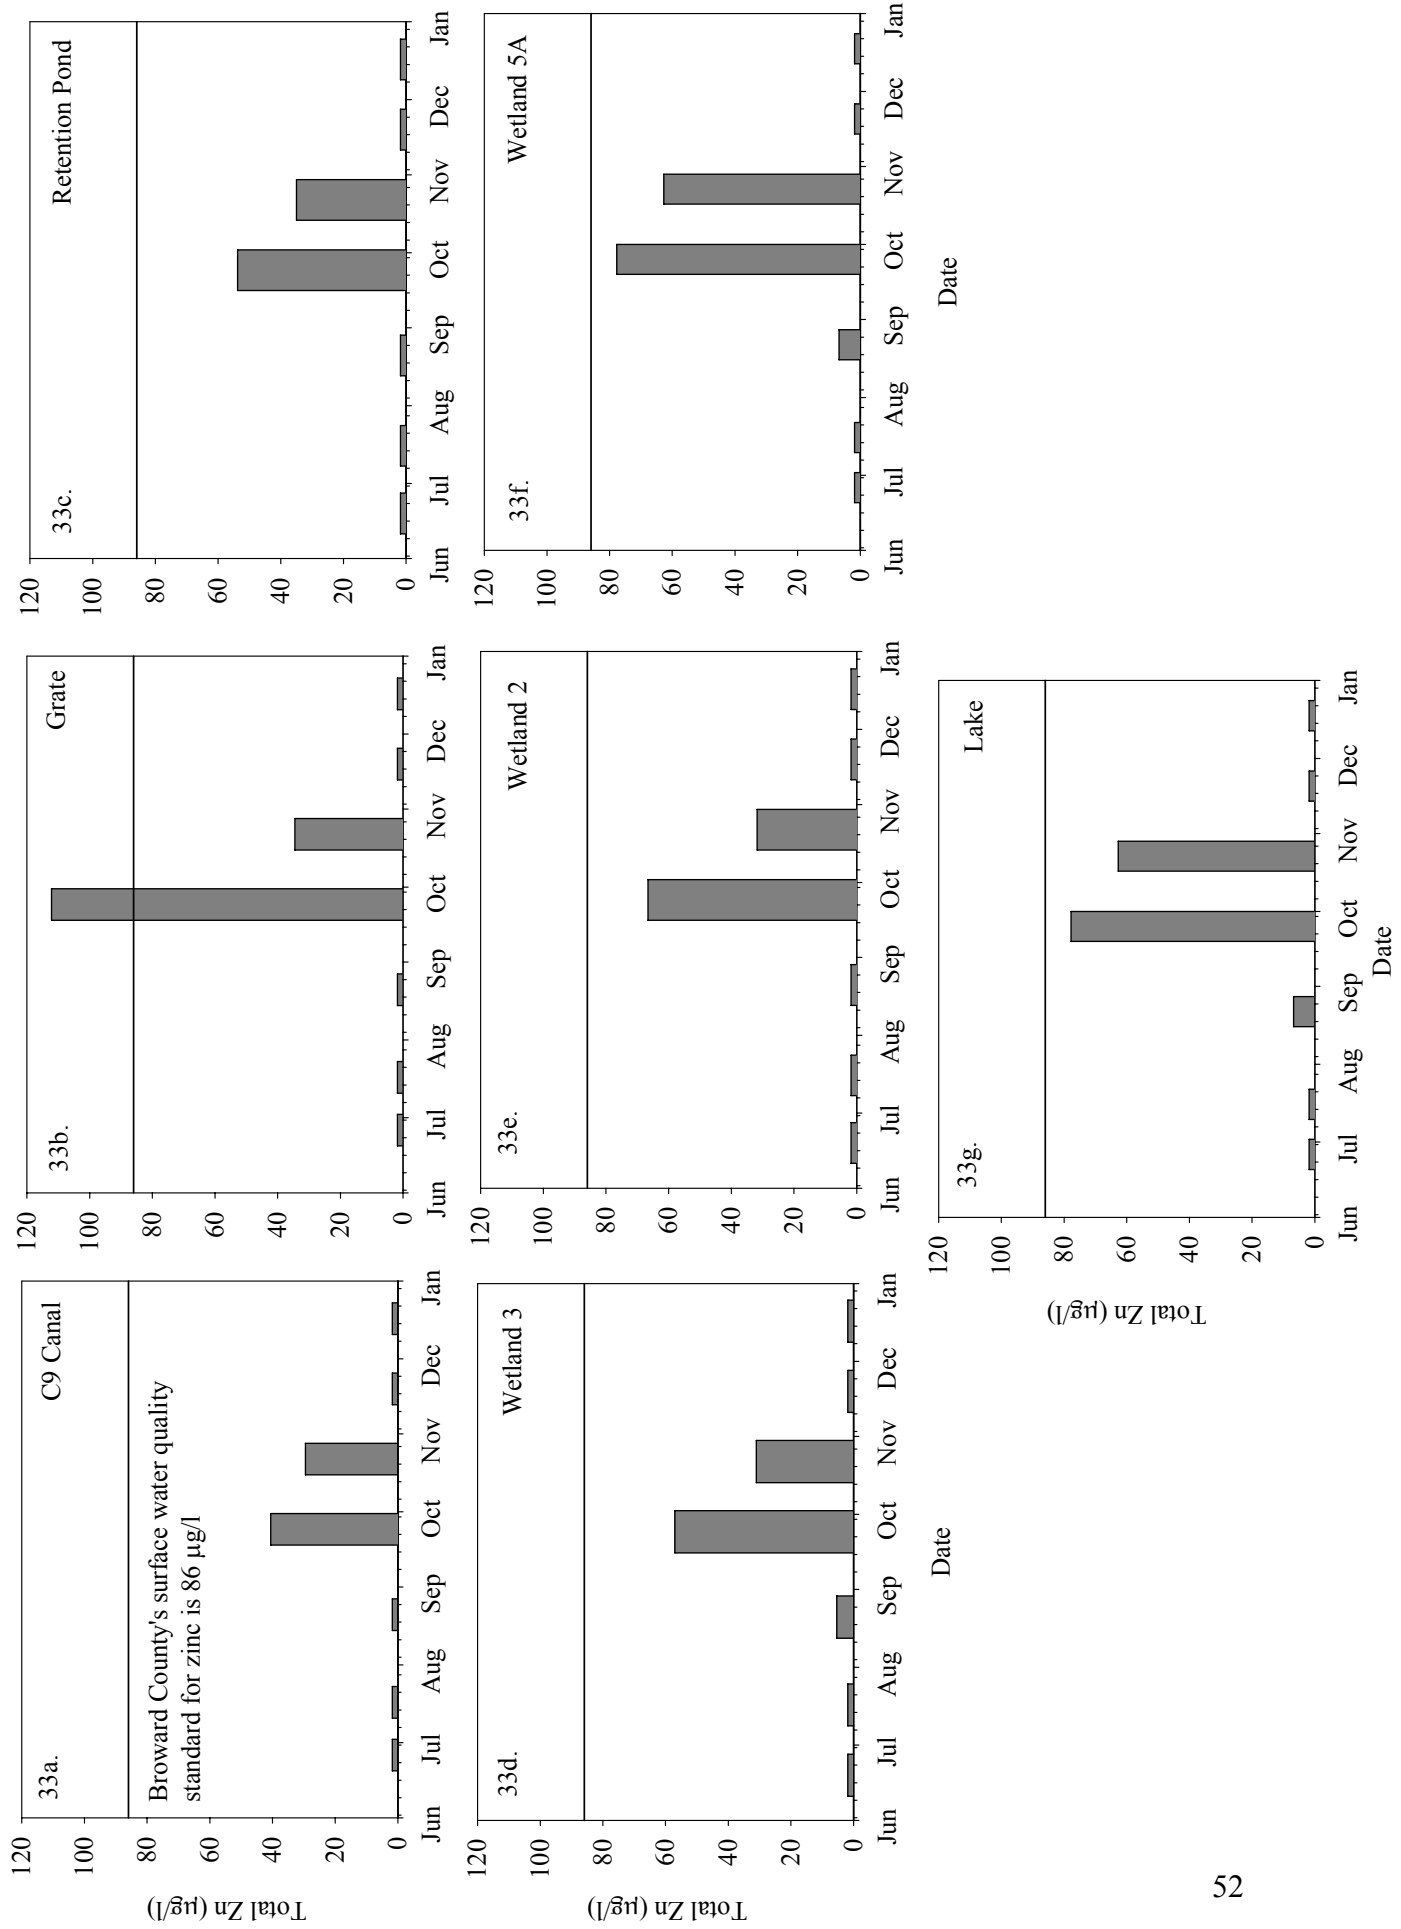 33a.
C9 Canal
Broward County's surface water quality
standard for zinc is 86 µg/l
Total Zn (µg/l)
120
100
80
60
40
20
0
Jun Jul Aug Sep Oct Nov Dec Jan
33b.
Grate
120
100
80
60
40
20
0
Jun Jul Aug Sep Oct Nov Dec Jan
33c.
Retention Pond
120
100
80
60
40
20
0
Jun Jul Aug Sep Oct Nov Dec Jan
33d.
Wetland 3
Total Zn (µg/l)
120
100
80
60
40
20
0
Jun Jul Aug Sep Oct Nov Dec Jan
Date
33e.
Wetland 2
120
100
80
60
40
20
0
Jun Jul Aug Sep Oct Nov Dec Jan
33f.
Wetland 5A
120
100
80
60
40
20
0
Jun Jul Aug Sep Oct Nov Dec Jan
Date
33g.
Lake
Total Zn (µg/l)
120
100
80
60
40
20
0
Jun Jul Aug Sep Oct Nov Dec Jan
Date
52